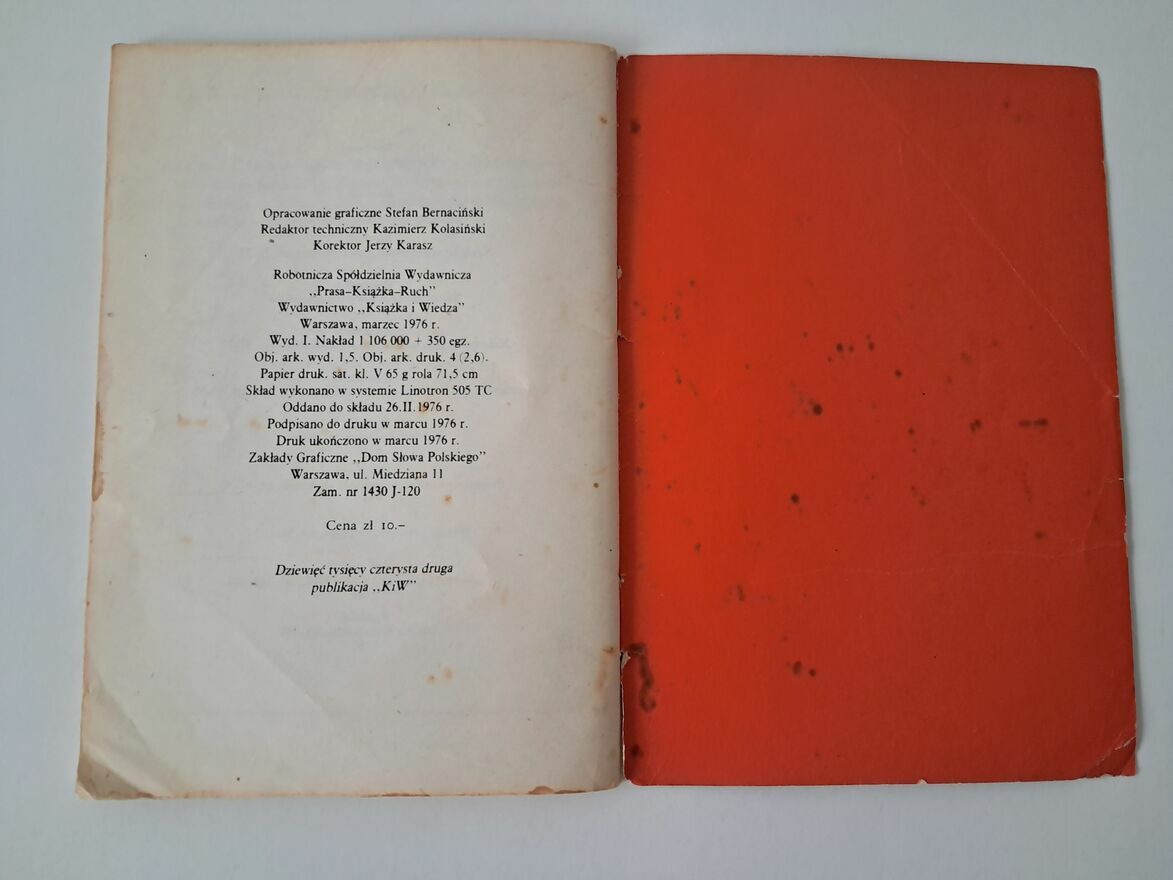 Opracowanie graficzne Stefan Bernaciński
Redaktor techniczny Kazimierz Kolasiński
Korektor Jerzy Karasz
Robotnicza Spółdzielnia Wydawnicza
„Prasa–Książka–Ruch”
Wydawnictwo „Książka i Wiedza”
Warszawa, marzec 1976 r.
Wyd. I. Nakład 1 106 000 + 350 egz.
Obj. ark. wyd. 1,5. Obj. ark. druk. 4 (2,6).
Papier druk. sat. kl. V 65 g rola 71,5 cm
Skład wykonano w systemie Linotron 505 TC
Oddano do składu 26.II.1976 r.
Podpisano do druku w marcu 1976 r.
Druk ukończono w marcu 1976 r.
Zakłady Graficzne „Dom Słowa Polskiego”
Warszawa, ul. Miedziana 11
Zam. nr 1430 J-120
Cena zł 10.–
Dziewięć tysięcy czterysta druga
publikacja „KiW”